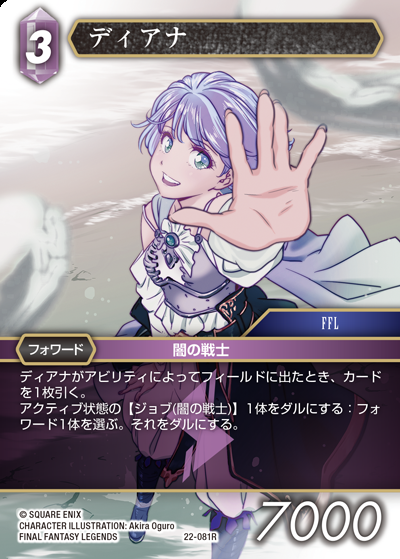 3
ディアナ
FFL
フォワード
闇の戦士
ディアナがアビリティによってフィールドに出たとき、カード
を1枚引く。
アクティブ状態の【ジョブ(闇の戦士)】1体をダルにする：フォ
ワード1体を選ぶ。それをダルにする。
© SQUARE ENIX
CHARACTER ILLUSTRATION: Akira Oguro
FINAL FANTASY LEGENDS
22-081R
7000